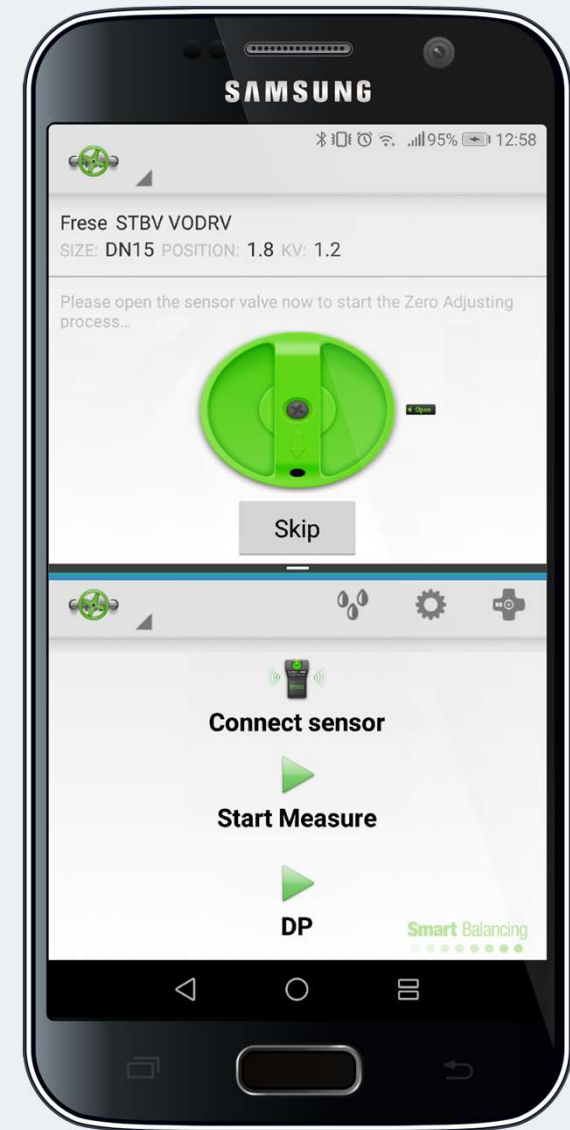 SAMSUNG
95% 12:58
Frese STBV VODRV
SIZE: DN15 POSITION: 1.8 KV: 1.2
Please open the sensor valve now to start the Zero Adjusting
process...
Open
Skip
Connect sensor
Start Measure
DP
Smart Balancing